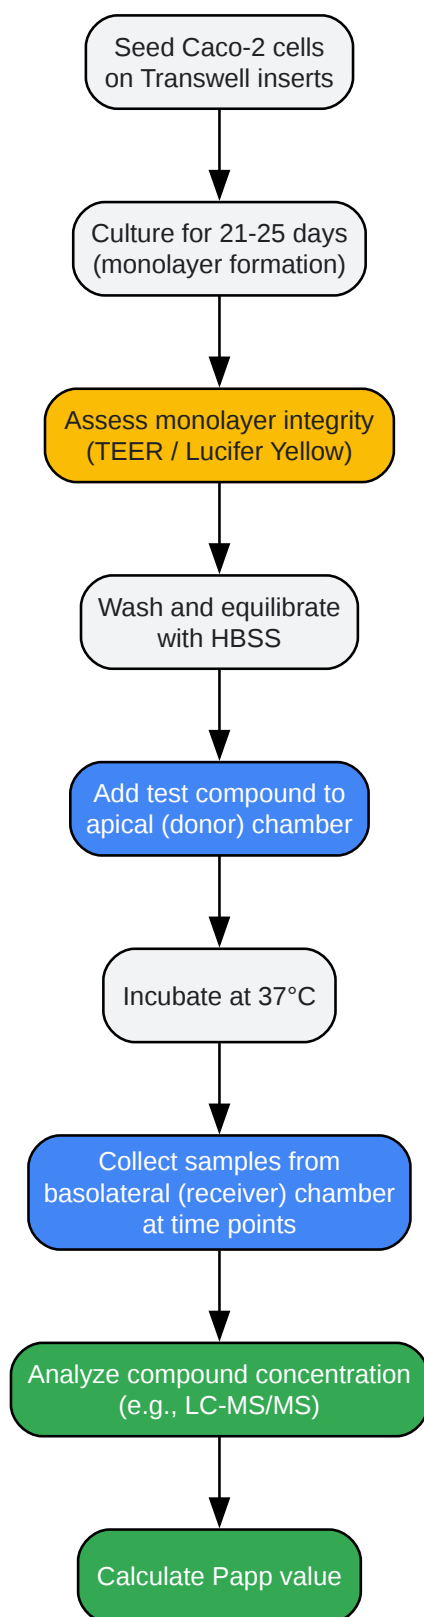 Seed Caco-2 cells
on Transwell inserts
Culture for 21-25 days
(monolayer formation)
Assess monolayer integrity
(TEER / Lucifer Yellow)
Wash and equilibrate
with HBSS
Add test compound to
apical (donor) chamber
Incubate at 37°C
Collect samples from
basolateral (receiver) chamber
at time points
Analyze compound concentration
(e.g., LC-MS/MS)
Calculate Papp value